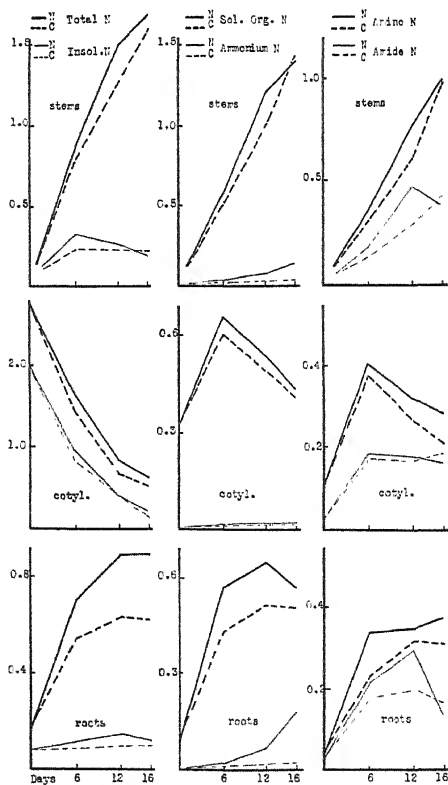 N Total N
C
N Insol.N
C
N Sol. Org. N
C
N Ammonium N
C
N Amino N
C
N Amide N
C
1.5
1.0
0.5
stems
1.5
1.0
0.5
stems
1.0
0.5
stems
2.0
1.0
cotyl.
0.6
0.3
cotyl.
0.4
0.2
cotyl.
0.8
0.4
roots
Days 6 12 16
0.6
0.3
roots
6 12 16
0.4
0.2
roots
6 12 16